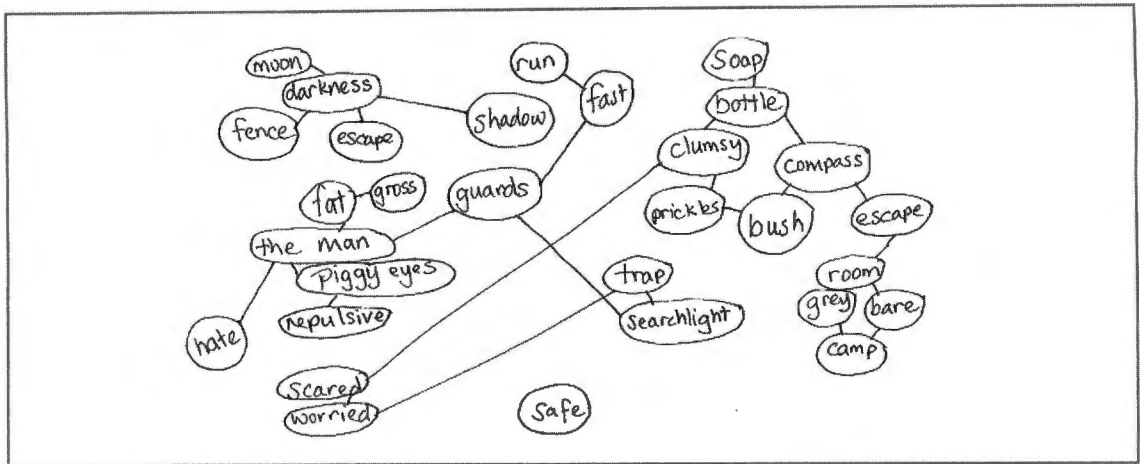 moon
darkness
fence
escape
shadow
run
fast
guards
fat
gross
the man
piggy eyes
repulsive
hate
scared
worried
safe
trap
searchlight
Soap
bottle
clumsy
compass
prickles
bush
escape
room
grey
bare
camp